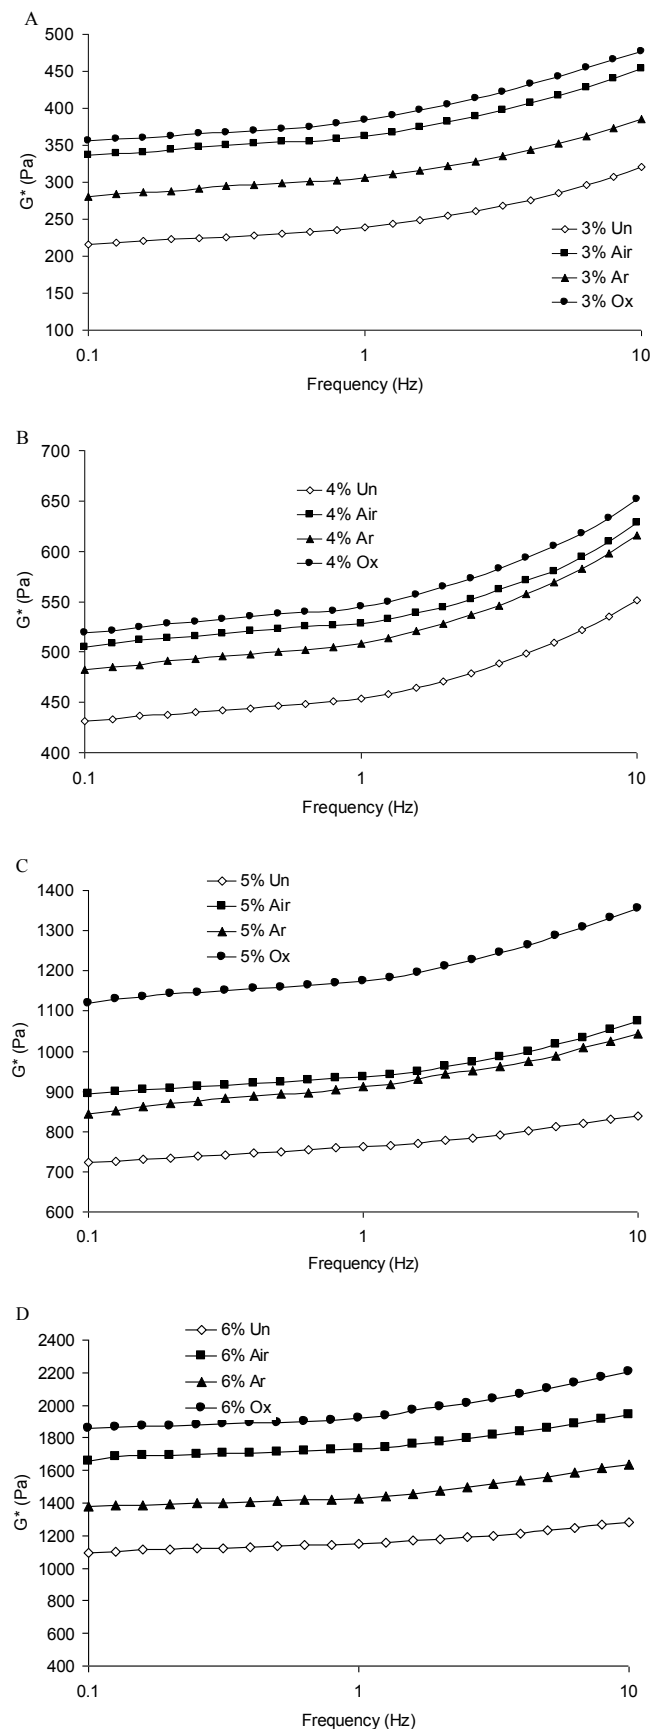 A
500
450
400
350
300
250
200
150
100
G* (Pa)
3% Un
3% Air
3% Ar
3% Ox
0.1 1 10
Frequency (Hz)
B
700
650
600
550
500
450
400
G* (Pa)
4% Un
4% Air
4% Ar
4% Ox
0.1 1 10
Frequency (Hz)
C
1400
1300
1200
1100
1000
900
800
700
600
G* (Pa)
5% Un
5% Air
5% Ar
5% Ox
0.1 1 10
Frequency (Hz)
D
2400
2200
2000
1800
1600
1400
1200
1000
800
600
400
G* (Pa)
6% Un
6% Air
6% Ar
6% Ox
0.1 1 10
Frequency (Hz)